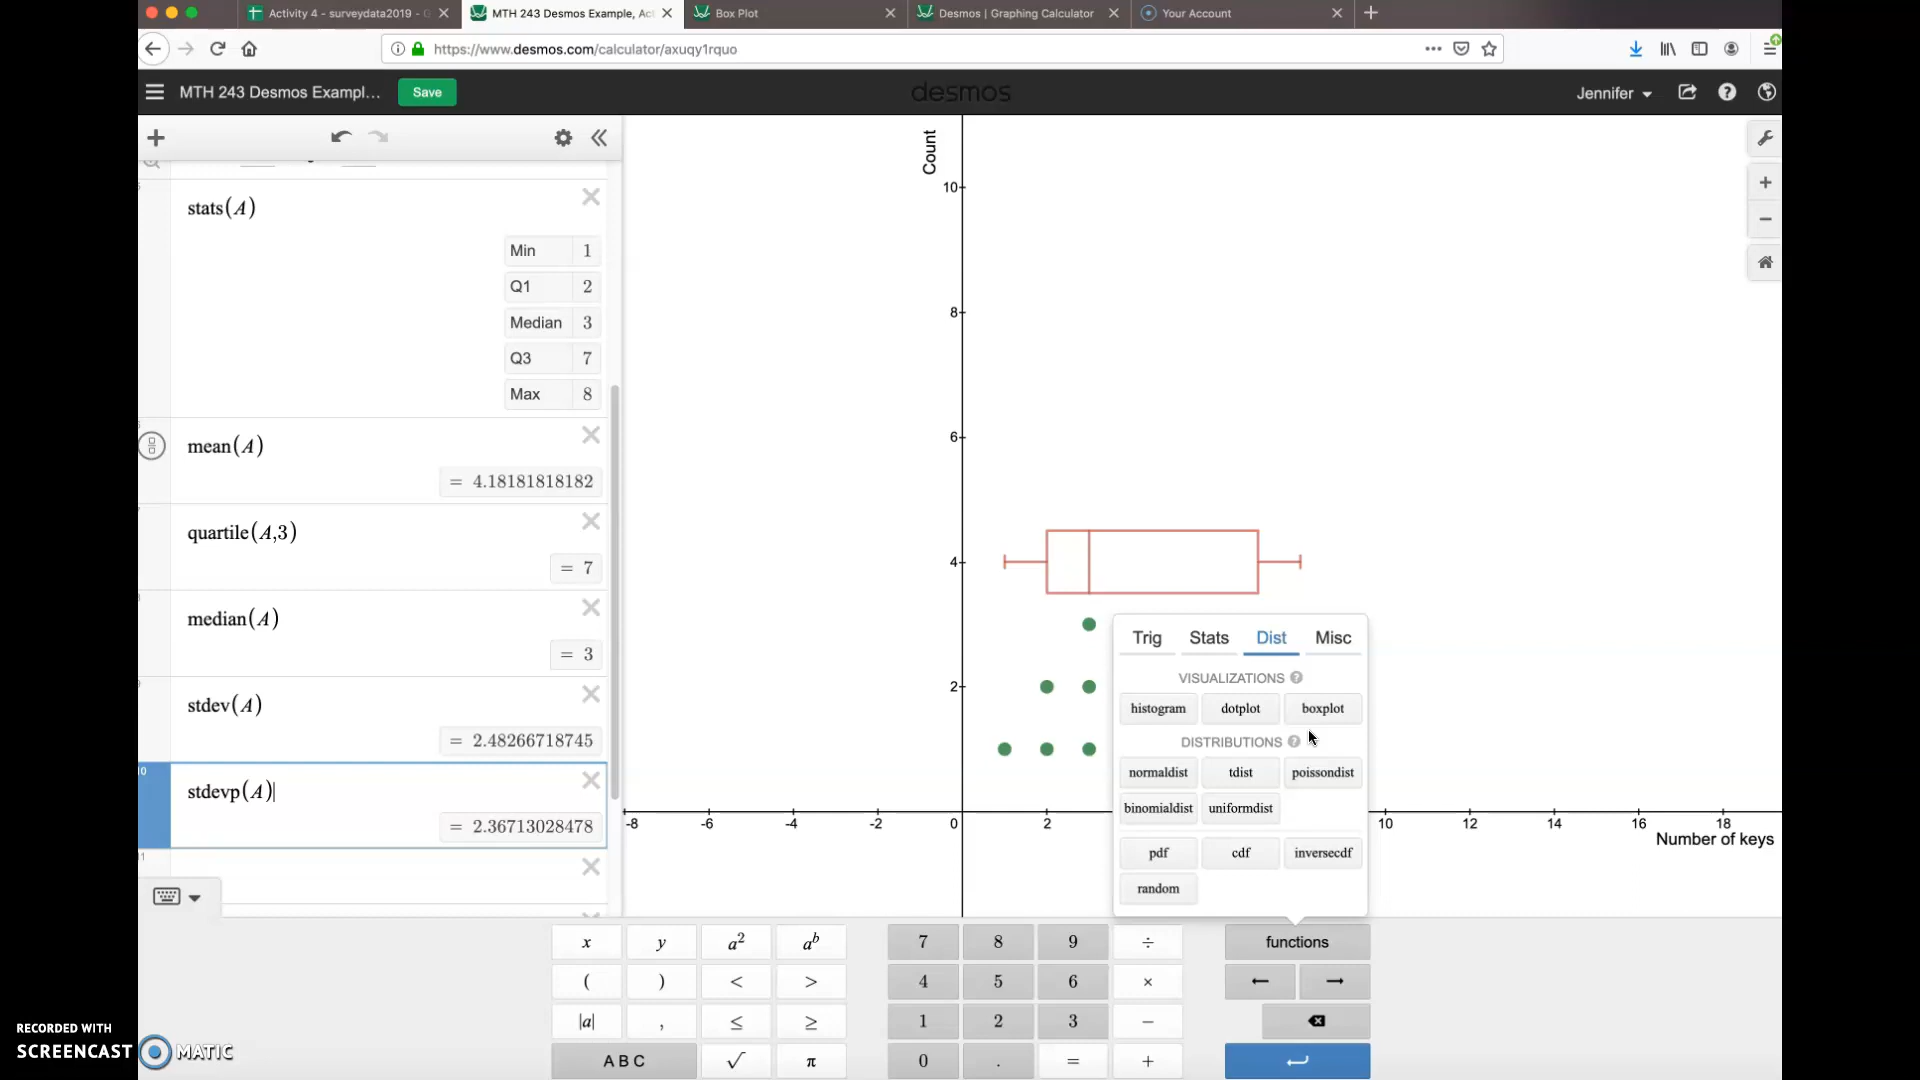 Activity 4 - surveydata2019 - G
MTH 243 Desmos Example, Act
Box Plot
Desmos | Graphing Calculator
Your Account
https://www.desmos.com/calculator/axuqy1rquo
MTH 243 Desmos Exampl...
Save
desmos
Jennifer
stats(A)
Min 1
Q1 2
Median 3
Q3 7
Max 8
mean(A)
= 4.18181818182
quartile(A,3)
= 7
median(A)
= 3
stdev(A)
= 2.48266718745
10
stdevp(A)
= 2.36713028478
11
Count
10
8
6
4
2
-8 -6 -4 -2 0 2 10 12 14 16 18
Number of keys
Trig Stats Dist Misc
VISUALIZATIONS
histogram dotplot boxplot
DISTRIBUTIONS
normaldist tdist poissondist
binomialdist uniformdist
pdf cdf inversecdf
random
x y a² aᵇ 7 8 9 ÷ functions
( ) < > 4 5 6 × ← →
|a| , ≤ ≥ 1 2 3 −
A B C √ π 0 . = +
RECORDED WITH
SCREENCAST MATIC